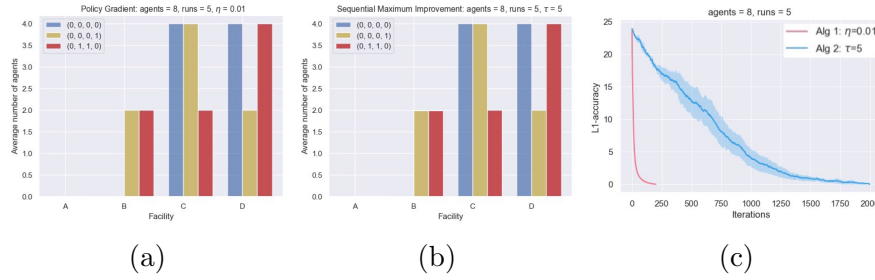 Policy Gradient: agents = 8, runs = 5, η = 0.01
(0, 0, 0, 0)
(0, 0, 0, 1)
(0, 1, 1, 0)
Average number of agents
4.0
3.5
3.0
2.5
2.0
1.5
1.0
0.5
0.0
A B C D
Facility
(a)
Sequential Maximum Improvement: agents = 8, runs = 5, τ = 5
(0, 0, 0, 0)
(0, 0, 0, 1)
(0, 1, 1, 0)
Average number of agents
4.0
3.5
3.0
2.5
2.0
1.5
1.0
0.5
0.0
A B C D
Facility
(b)
agents = 8, runs = 5
Alg 1: η=0.01
Alg 2: τ=5
L1-accuracy
25
20
15
10
5
0
0 250 500 750 1000 1250 1500 1750 2000
Iterations
(c)